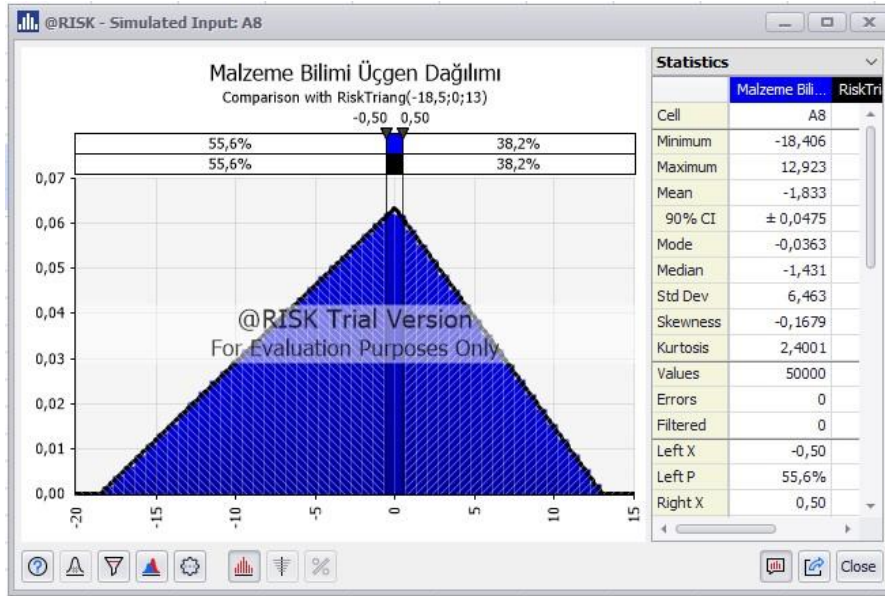 @RISK - Simulated Input: A8
Malzeme Bilimi Üçgen Dağılımı
Comparison with RiskTriang(-18,5;0;13)
-0,50 0,50
55,6% 38,2%
55,6% 38,2%
0,07
0,06
0,05
0,04
0,03
0,02
0,01
0,00
-20 -15 -10 -5 0 5 10 15
@RISK Trial Version
For Evaluation Purposes Only
Statistics
Malzeme Bili... RiskTri
Cell A8
Minimum -18,406
Maximum 12,923
Mean -1,833
90% CI ± 0,0475
Mode -0,0363
Median -1,431
Std Dev 6,463
Skewness -0,1679
Kurtosis 2,4001
Values 50000
Errors 0
Filtered 0
Left X -0,50
Left P 55,6%
Right X 0,50
Close